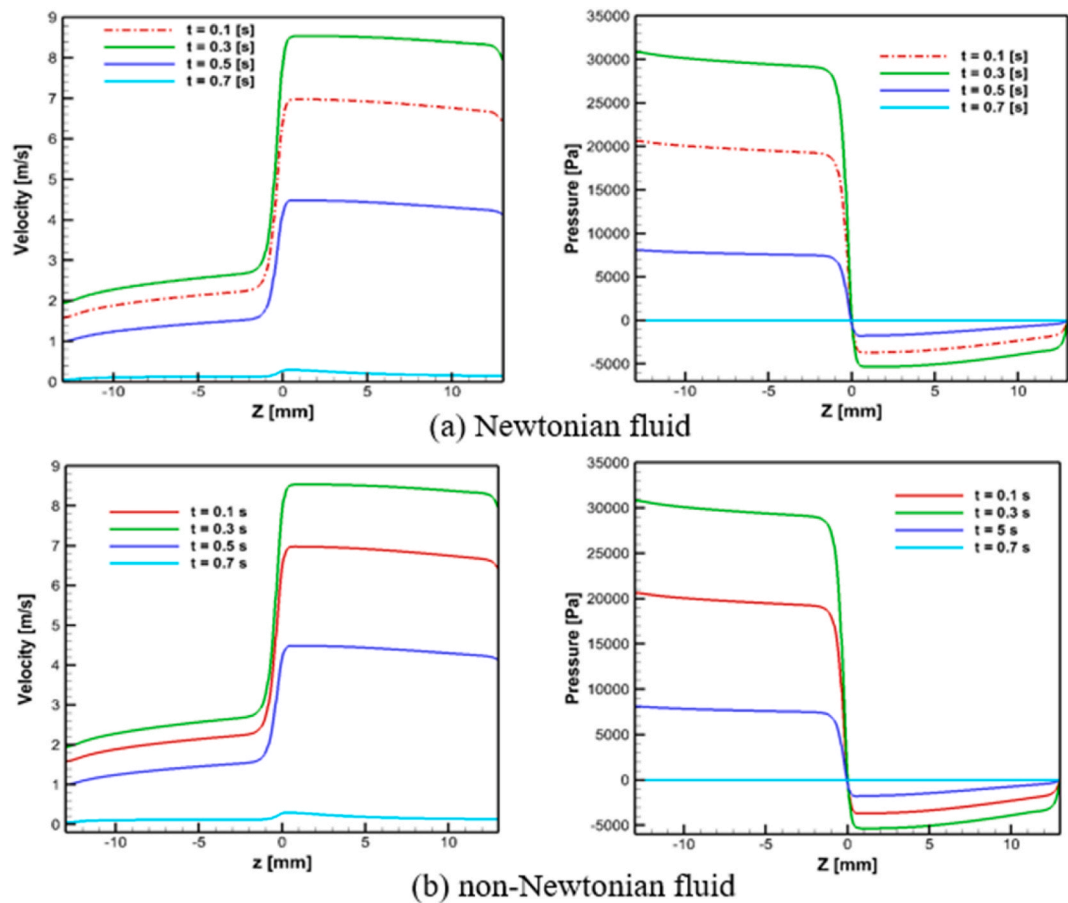 9
8
7
6
5
4
3
2
1
0
Velocity [m/s]
t = 0.1 [s]
t = 0.3 [s]
t = 0.5 [s]
t = 0.7 [s]
-10
-5
0
5
10
Z [mm]
35000
30000
25000
20000
15000
10000
5000
0
-5000
Pressure [Pa]
t = 0.1 [s]
t = 0.3 [s]
t = 0.5 [s]
t = 0.7 [s]
-10
-5
0
5
10
Z [mm]
(a) Newtonian fluid
9
8
7
6
5
4
3
2
1
0
Velocity [m/s]
t = 0.1 s
t = 0.3 s
t = 0.5 s
t = 0.7 s
-10
-5
0
5
10
z [mm]
35000
30000
25000
20000
15000
10000
5000
0
-5000
Pressure [Pa]
t = 0.1 s
t = 0.3 s
t = 5 s
t = 0.7 s
-10
-5
0
5
10
Z [mm]
(b) non-Newtonian fluid